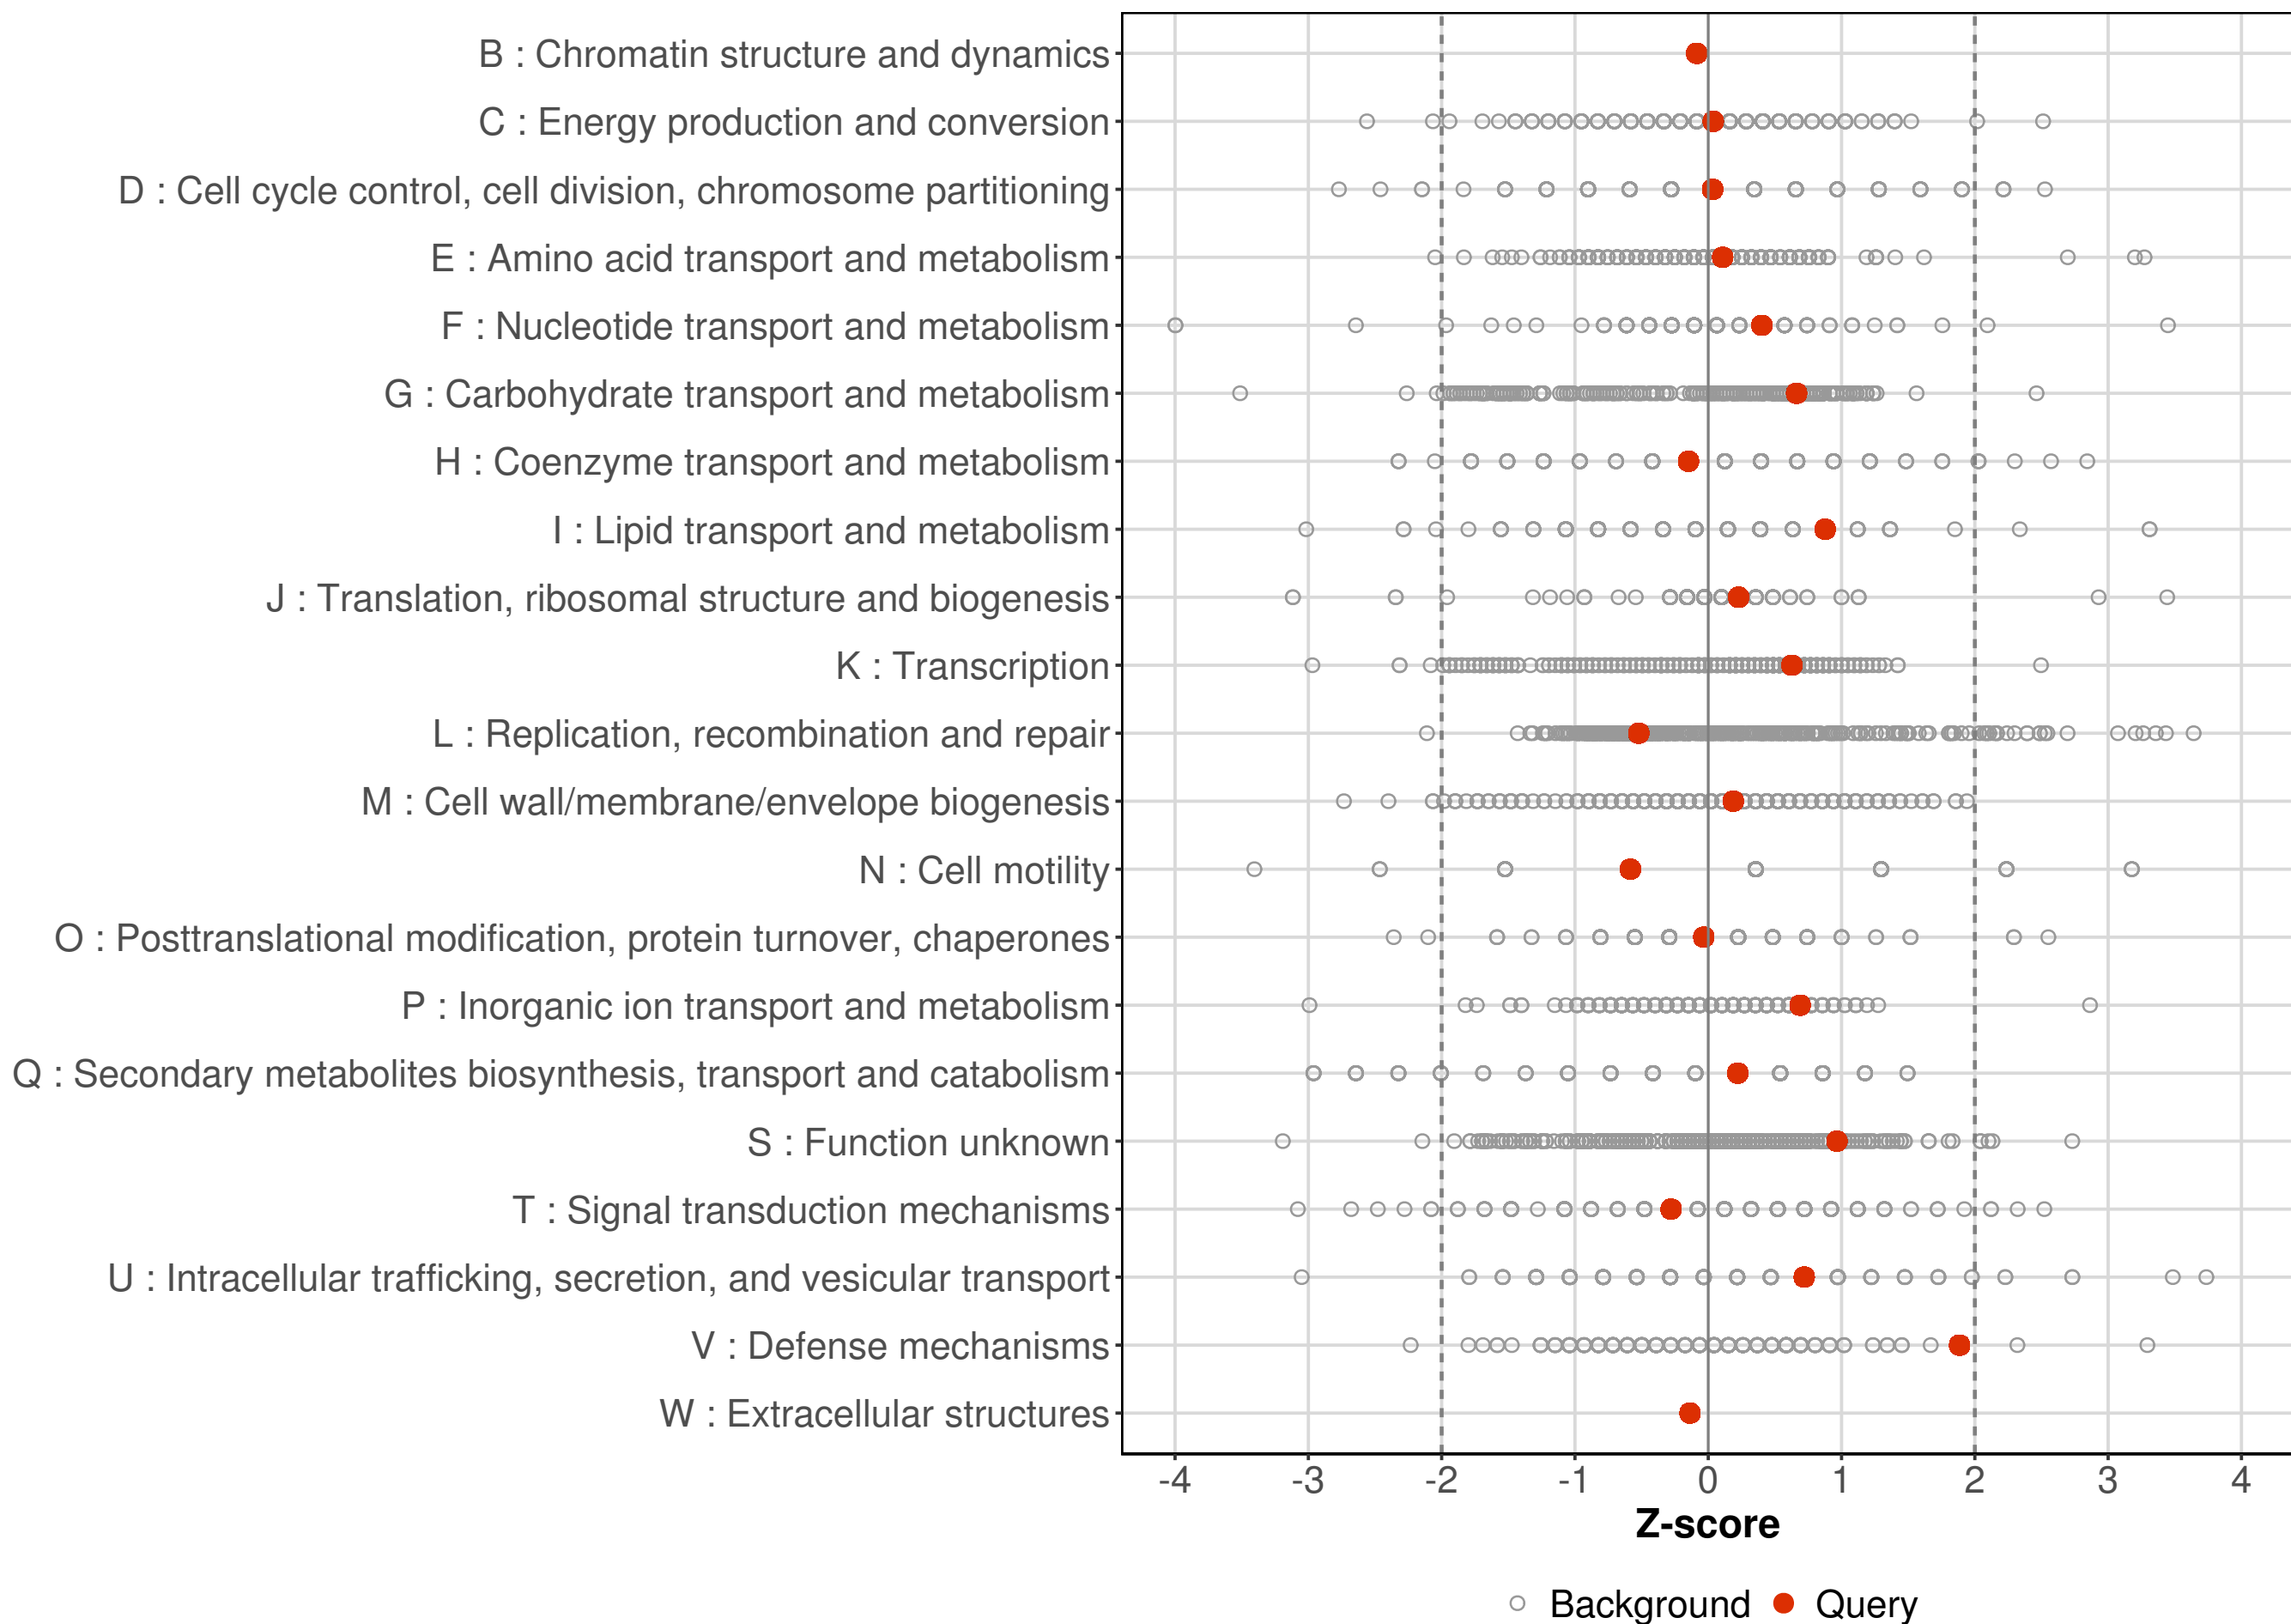 B : Chromatin structure and dynamics
C : Energy production and conversion
D : Cell cycle control, cell division, chromosome partitioning
E : Amino acid transport and metabolism
F : Nucleotide transport and metabolism
G : Carbohydrate transport and metabolism
H : Coenzyme transport and metabolism
I : Lipid transport and metabolism
J : Translation, ribosomal structure and biogenesis
K : Transcription
L : Replication, recombination and repair
M : Cell wall/membrane/envelope biogenesis
N : Cell motility
O : Posttranslational modification, protein turnover, chaperones
P : Inorganic ion transport and metabolism
Q : Secondary metabolites biosynthesis, transport and catabolism
S : Function unknown
T : Signal transduction mechanisms
U : Intracellular trafficking, secretion, and vesicular transport
V : Defense mechanisms
W : Extracellular structures
-4 -3 -2 -1 0 1 2 3 4
Z-score
Background Query